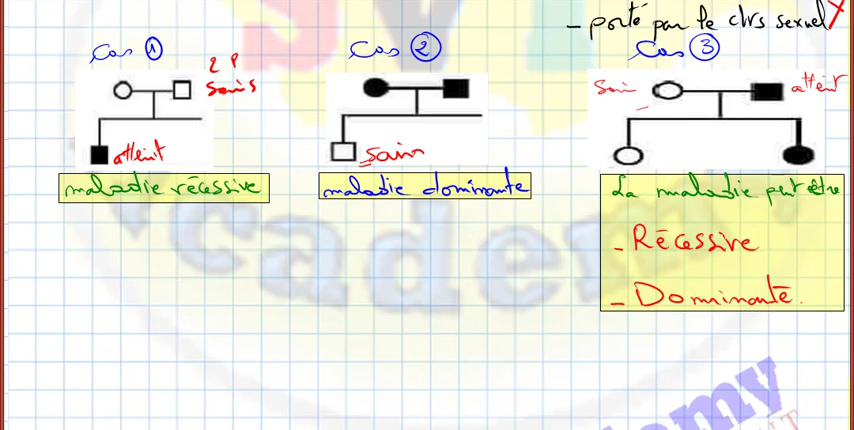 - porté par le chrs sexuel X
Cas 1
2 P
sains
atteint
maladie récessive
Cas 2
sain
maladie dominante
Cas 3
Sain
atteint
La maladie peut être
- Récessive
- Dominante.
cademy